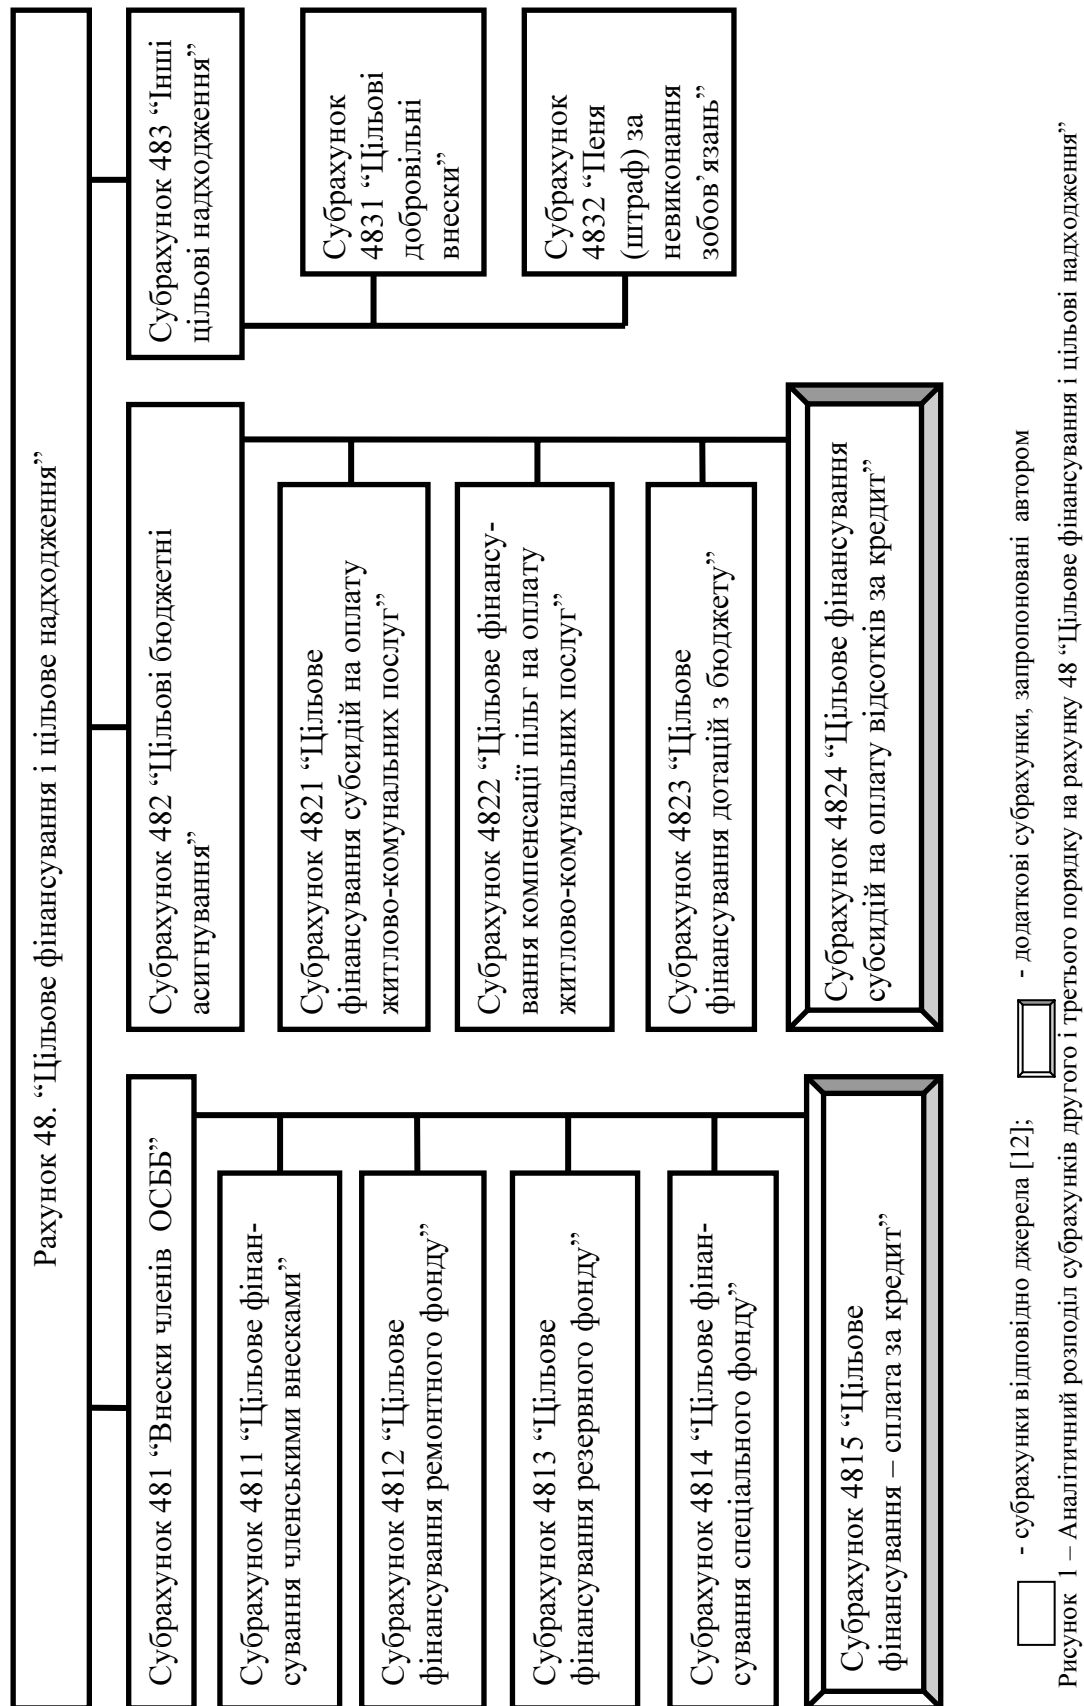 Рахунок 48. “Цільове фінансування і цільове надходження”
Субрахунок 481 “Внески членів ОСББ”
Субрахунок 4811 “Цільове фінан-
сування членськими внесками”
Субрахунок 4812 “Цільове
фінансування ремонтного фонду”
Субрахунок 4813 “Цільове
фінансування резервного фонду”
Субрахунок 4814 “Цільове фінан-
сування спеціального фонду”
Субрахунок 4815 “Цільове
фінансування – сплата за кредит”
Субрахунок 482 “Цільові бюджетні
асигнування”
Субрахунок 4821 “Цільове
фінансування субсидій на оплату
житлово-комунальних послуг”
Субрахунок 4822 “Цільове фінансу-
вання компенсації пільг на оплату
житлово-комунальних послуг”
Субрахунок 4823 “Цільове
фінансування дотацій з бюджету”
Субрахунок 4824 “Цільове фінансування
субсидій на оплату відсотків за кредит”
Субрахунок 483 “Інші
цільові надходження”
Субрахунок
4831 “Цільові
добровільні
внески”
Субрахунок
4832 “Пеня
(штраф) за
невиконання
зобов’язань”
- субрахунки відповідно джерела [12];
- додаткові субрахунки, запропоновані автором
Рисунок 1 – Аналітичний розподіл субрахунків другого і третього порядку на рахунку 48 “Цільове фінансування і цільові надходження”